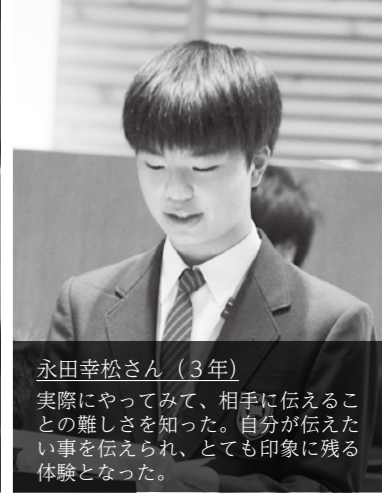 永田幸松さん（３年）
実際にやってみて、相手に伝えるこ
との難しさを知った。自分が伝えた
い事を伝えられ、とても印象に残る
体験となった。